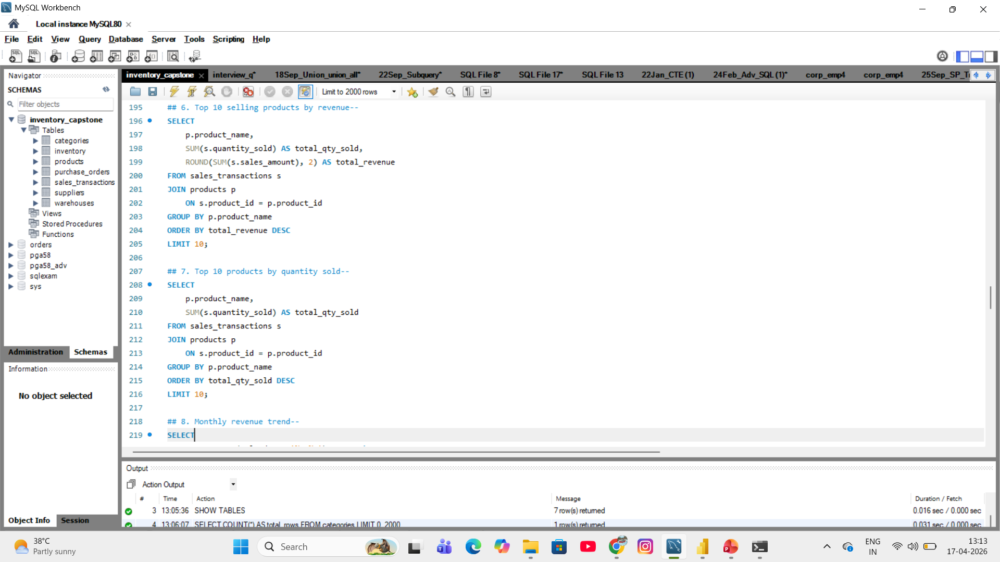 MySQL Workbench
Local instance MySQL80
File Edit View Query Database Server Tools Scripting Help
Navigator
SCHEMAS
Filter objects
inventory_capstone
Tables
categories
inventory
products
purchase_orders
sales_transactions
suppliers
warehouses
Views
Stored Procedures
Functions
orders
pga58
pga58_adv
sqlexam
sys
Administration Schemas
Information
No object selected
Object Info Session
inventory_capstone interview_q* 18Sep_Union_union_all* 22Sep_Subquery* SQL File 8* SQL File 17* SQL File 13 22Jan_CTE (1) 24Feb_Adv_SQL (1)* corp_emp4 corp_emp4 25Sep_SP_T
Limit to 2000 rows
195 ## 6. Top 10 selling products by revenue--
196 SELECT
197 p.product_name,
198 SUM(s.quantity_sold) AS total_qty_sold,
199 ROUND(SUM(s.sales_amount), 2) AS total_revenue
200 FROM sales_transactions s
201 JOIN products p
202 ON s.product_id = p.product_id
203 GROUP BY p.product_name
204 ORDER BY total_revenue DESC
205 LIMIT 10;
206
207 ## 7. Top 10 products by quantity sold--
208 SELECT
209 p.product_name,
210 SUM(s.quantity_sold) AS total_qty_sold
211 FROM sales_transactions s
212 JOIN products p
213 ON s.product_id = p.product_id
214 GROUP BY p.product_name
215 ORDER BY total_qty_sold DESC
216 LIMIT 10;
217
218 ## 8. Monthly revenue trend--
219 SELECT
Output
Action Output
# Time Action Message Duration / Fetch
3 13:05:36 SHOW TABLES 7 row(s) returned 0.016 sec / 0.000 sec
4 13:06:07 SELECT COUNT(*) AS total_rows FROM categories LIMIT 0, 2000 1 row(s) returned 0.031 sec / 0.000 sec
38°C
Partly sunny
Search
ENG
IN
13:13
17-04-2026